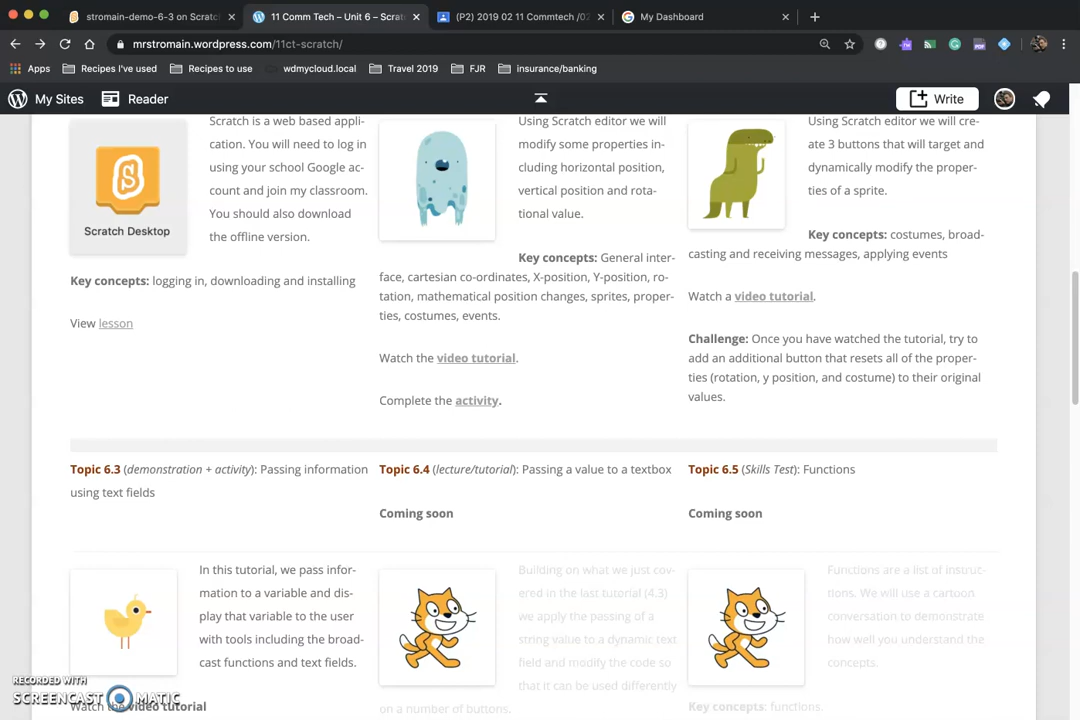 stromain-demo-6-3 on Scratc
11 Comm Tech – Unit 6 – Scrat
(P2) 2019 02 11 Commtech /02
My Dashboard
mrstromain.wordpress.com/11ct-scratch/
Apps
Recipes I've used
Recipes to use
wdmycloud.local
Travel 2019
FJR
insurance/banking
My Sites
Reader
Write
Scratch is a web based appli-
cation. You will need to log in
using your school Google ac-
count and join my classroom.
You should also download
the offline version.
Scratch Desktop
Key concepts: logging in, downloading and installing
View lesson
Using Scratch editor we will
modify some properties in-
cluding horizontal position,
vertical position and rota-
tional value.
Key concepts: General inter-
face, cartesian co-ordinates, X-position, Y-position, ro-
tation, mathematical position changes, sprites, proper-
ties, costumes, events.
Watch the video tutorial.
Complete the activity.
Using Scratch editor we will cre-
ate 3 buttons that will target and
dynamically modify the proper-
ties of a sprite.
Key concepts: costumes, broad-
casting and receiving messages, applying events
Watch a video tutorial.
Challenge: Once you have watched the tutorial, try to
add an additional button that resets all of the proper-
ties (rotation, y position, and costume) to their original
values.
Topic 6.3 (demonstration + activity): Passing information
using text fields
In this tutorial, we pass infor-
mation to a variable and dis-
play that variable to the user
with tools including the broad-
cast functions and text fields.
Watch the video tutorial
Topic 6.4 (lecture/tutorial): Passing a value to a textbox
Coming soon
Building on what we just cov-
ered in the last tutorial (4.3)
we apply the passing of a
string value to a dynamic text
field and modify the code so
that it can be used differently
on a number of buttons.
Topic 6.5 (Skills Test): Functions
Coming soon
Functions are a list of instruc-
tions. We will use a cartoon
conversation to demonstrate
how well you understand the
concepts.
Key concepts: functions.
RECORDED WITH
SCREENCAST MATIC